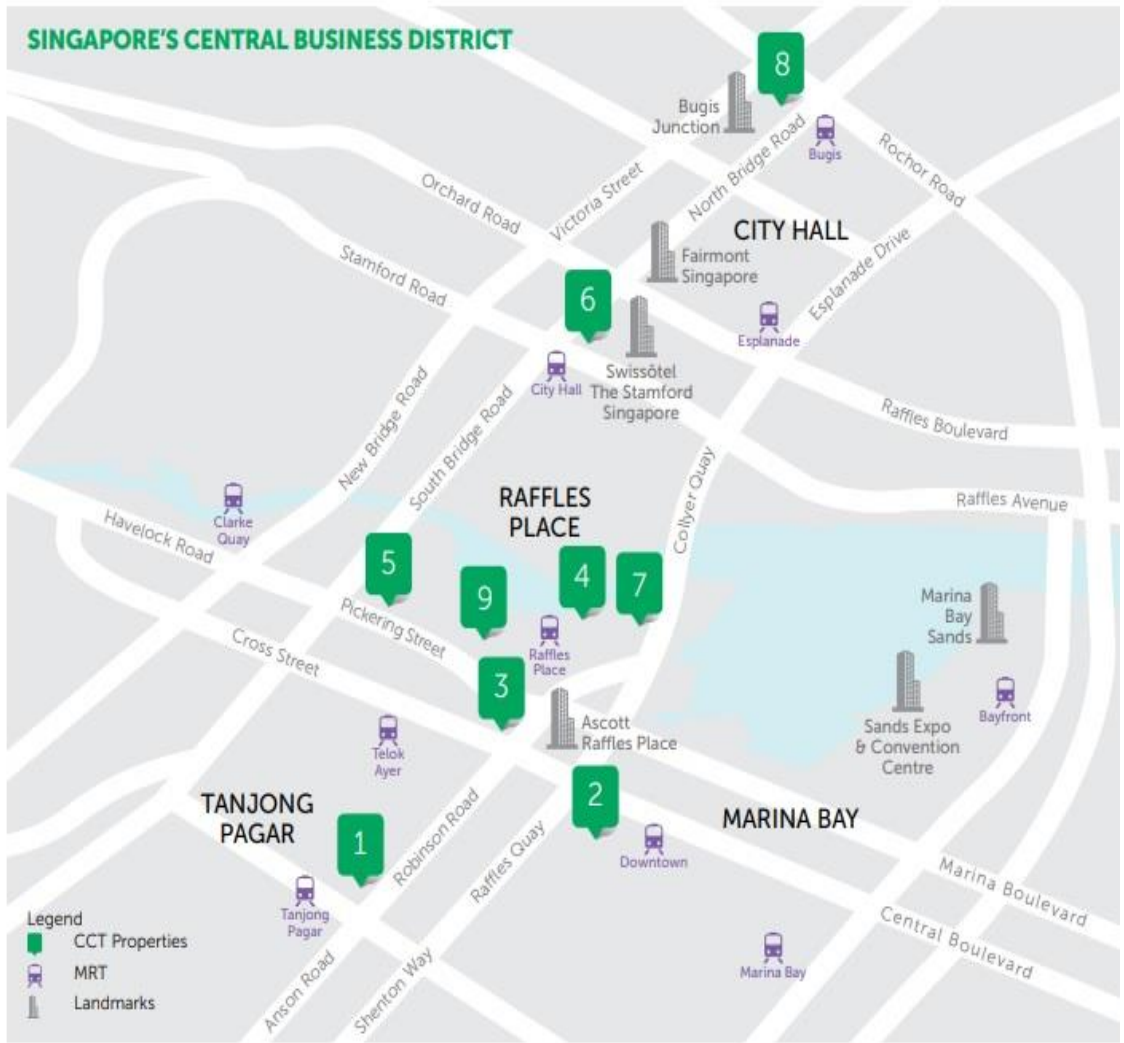 SINGAPORE'S CENTRAL BUSINESS DISTRICT
8
Bugis
Junction
Bugis
North Bridge Road
Rochor Road
Victoria Street
Orchard Road
CITY HALL
Stamford Road
Fairmont
Singapore
Esplanade Drive
6
Esplanade
City Hall
Swissôtel
The Stamford
Singapore
New Bridge Road
South Bridge Road
Raffles Boulevard
Collyer Quay
RAFFLES
PLACE
Raffles Avenue
Clarke
Quay
Havelock Road
5
9
4
7
Pickering Street
Cross Street
Raffles
Place
Marina
Bay
Sands
3
Ascott
Raffles Place
Bayfront
Sands Expo
& Convention
Centre
Telok
Ayer
TANJONG
PAGAR
2
MARINA BAY
1
Robinson Road
Raffles Quay
Downtown
Marina Boulevard
Central Boulevard
Tanjong
Pagar
Marina Bay
Anson Road
Shenton Way
Legend
CCT Properties
MRT
Landmarks